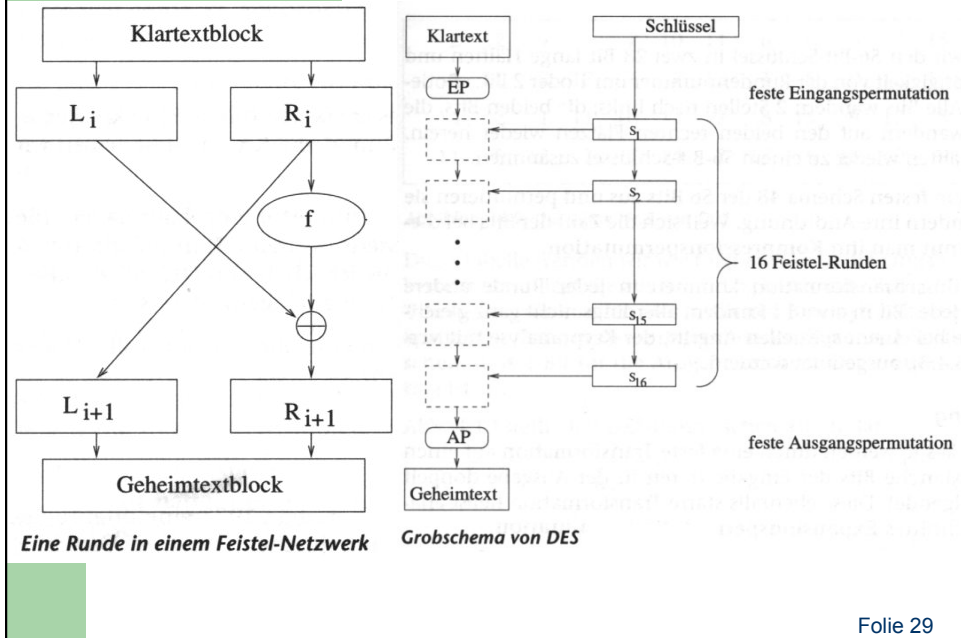 Klartextblock
L i
R i
f
L i+1
R i+1
Geheimtextblock
Eine Runde in einem Feistel-Netzwerk
Klartext
Schlüssel
EP
feste Eingangspermutation
s1
s2
16 Feistel-Runden
s15
s16
AP
feste Ausgangspermutation
Geheimtext
Grobschema von DES
Folie 29